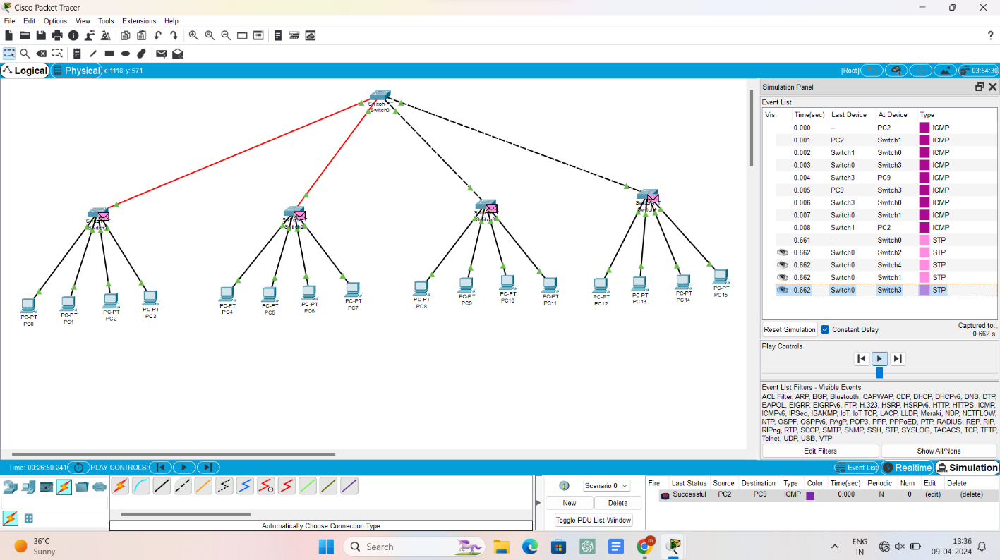 Cisco Packet Tracer
File Edit Options View Tools Extensions Help
?
Logical Physical x: 1118, y: 571
[Root] 03:54:30
Switch-PT
Switch0
Switch1
Switch2
Switch3
PC-PT
PC0
PC-PT
PC1
PC-PT
PC2
PC-PT
PC3
PC-PT
PC4
PC-PT
PC5
PC-PT
PC6
PC-PT
PC7
PC-PT
PC8
PC-PT
PC9
PC-PT
PC10
PC-PT
PC11
PC-PT
PC12
PC-PT
PC13
PC-PT
PC14
PC-PT
PC15
Simulation Panel
Event List
Vis. Time(sec) Last Device At Device Type
0.000 -- PC2 ICMP
0.001 PC2 Switch1 ICMP
0.002 Switch1 Switch0 ICMP
0.003 Switch0 Switch3 ICMP
0.004 Switch3 PC9 ICMP
0.005 PC9 Switch3 ICMP
0.006 Switch3 Switch0 ICMP
0.007 Switch0 Switch1 ICMP
0.008 Switch1 PC2 ICMP
0.661 -- Switch0 STP
0.662 Switch0 Switch2 STP
0.662 Switch0 Switch4 STP
0.662 Switch0 Switch1 STP
0.662 Switch0 Switch3 STP
Reset Simulation Constant Delay
Captured to:
0.662 s
Play Controls
Event List Filters - Visible Events
ACL Filter, ARP, BGP, Bluetooth, CAPWAP, CDP, DHCP, DHCPv6, DNS, DTP,
EAPOL, EIGRP, EIGRPv6, FTP, H.323, HSRP, HSRPv6, HTTP, HTTPS, ICMP,
ICMPv6, IPSec, ISAKMP, IoT, IoT TCP, LACP, LLDP, Meraki, NDP, NETFLOW,
NTP, OSPF, OSPFv6, PAgP, POP3, PPP, PPPoED, PTP, RADIUS, REP, RIP,
RIPng, RTP, SCCP, SMTP, SNMP, SSH, STP, SYSLOG, TACACS, TCP, TFTP,
Telnet, UDP, USB, VTP
Edit Filters Show All/None
Time: 00:26:50.241 PLAY CONTROLS:
Event List Realtime Simulation
Scenario 0
New Delete
Toggle PDU List Window
Fire Last Status Source Destination Type Color Time(sec) Periodic Num Edit Delete
Successful PC2 PC9 ICMP 0.000 N 0 (edit) (delete)
Automatically Choose Connection Type
36°C
Sunny
Search
ENG
IN
13:36
09-04-2024